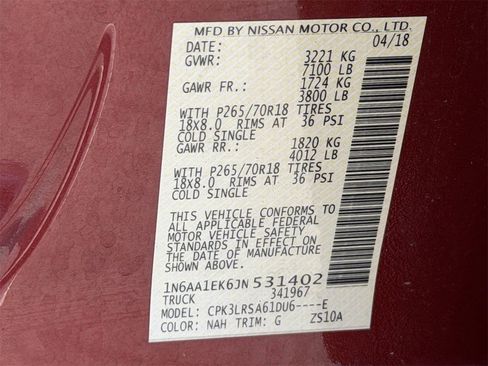 MFD BY NISSAN MOTOR CO., LTD.
DATE: 04/18
GVWR: 3221 KG
7100 LB
GAWR FR.: 1724 KG
3800 LB
WITH P265/70R18 TIRES
18X8.0 RIMS AT 36 PSI
COLD SINGLE
GAWR RR.: 1820 KG
4012 LB
WITH P265/70R18 TIRES
18X8.0 RIMS AT 36 PSI
COLD SINGLE
THIS VEHICLE CONFORMS TO
ALL APPLICABLE FEDERAL
MOTOR VEHICLE SAFETY
STANDARDS IN EFFECT ON
THE DATE OF MANUFACTURE
SHOWN ABOVE.
1N6AA1EK6JN531402
TRUCK 341967
MODEL: CPK3LRSA61DU6----E
COLOR: NAH TRIM: G ZS10A